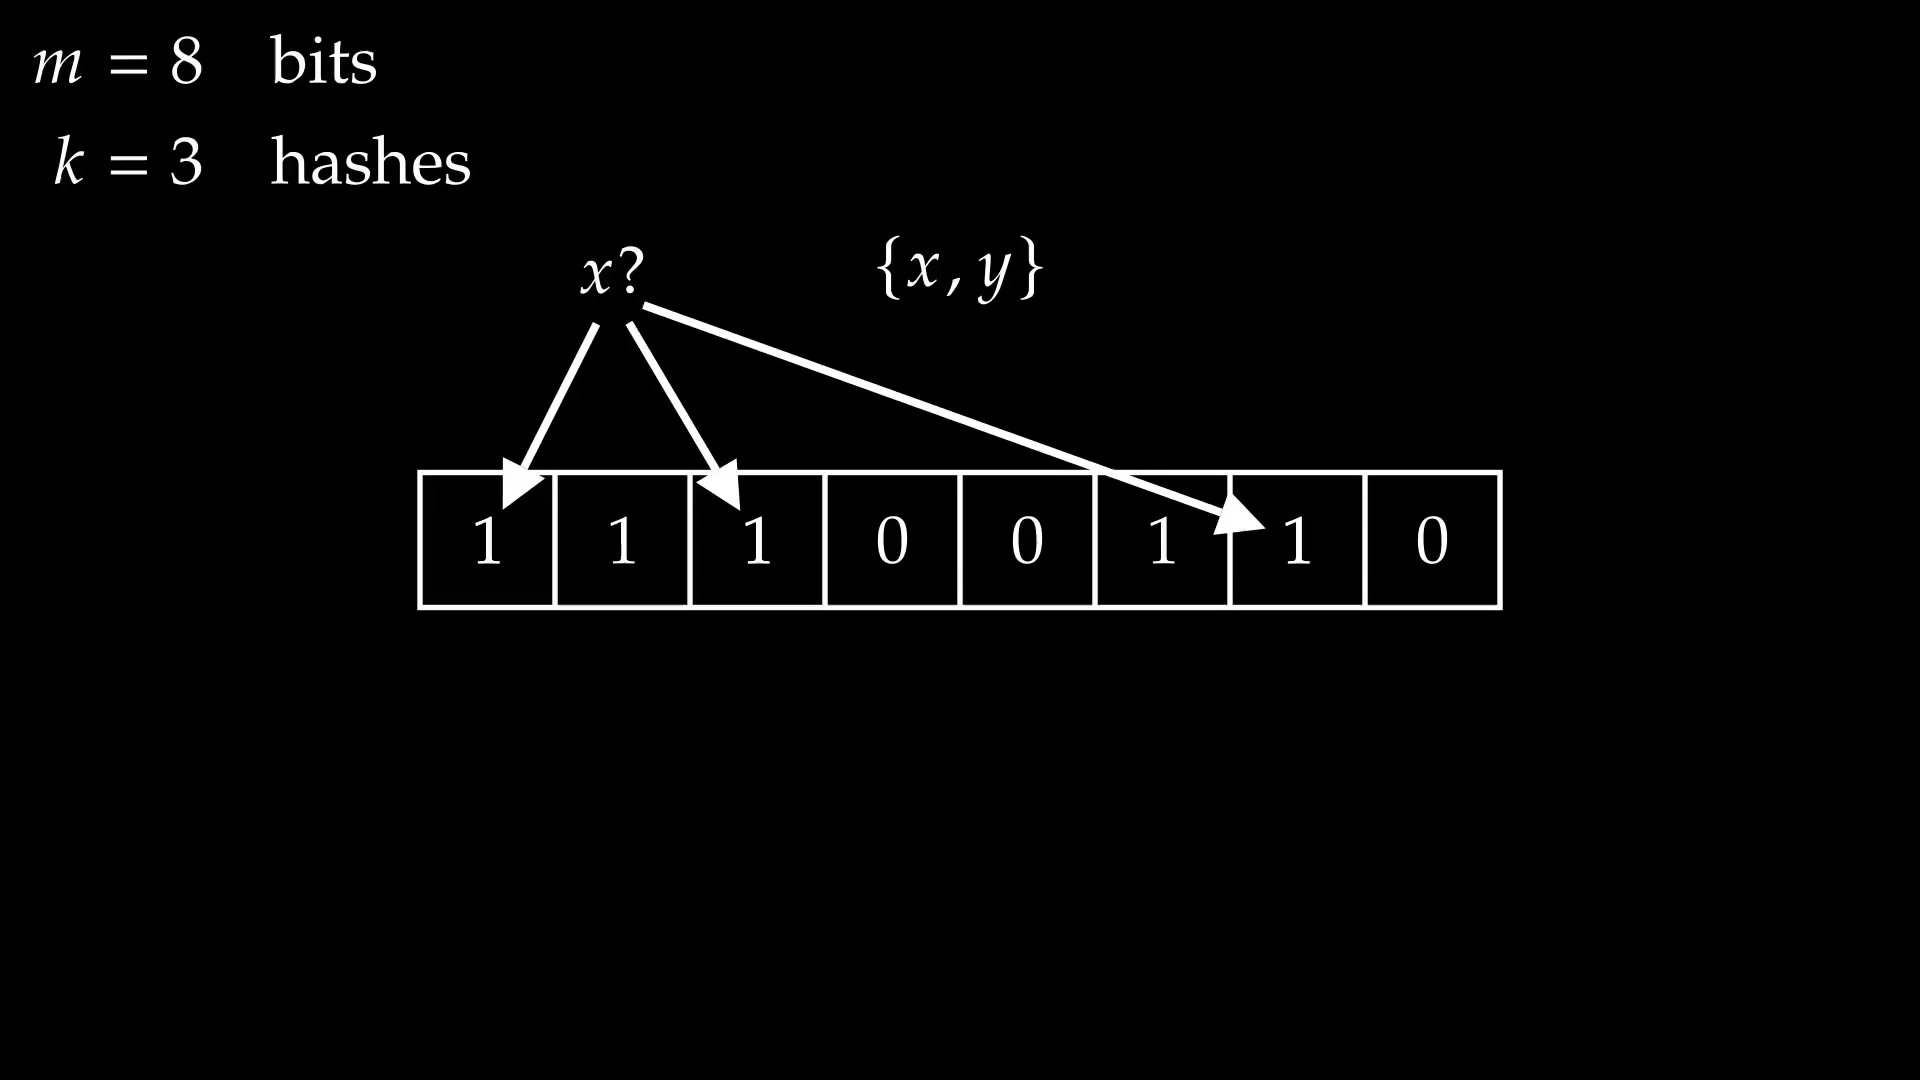 m = 8 bits
k = 3 hashes
x? {x, y}
1 1 1 0 0 1 1 0